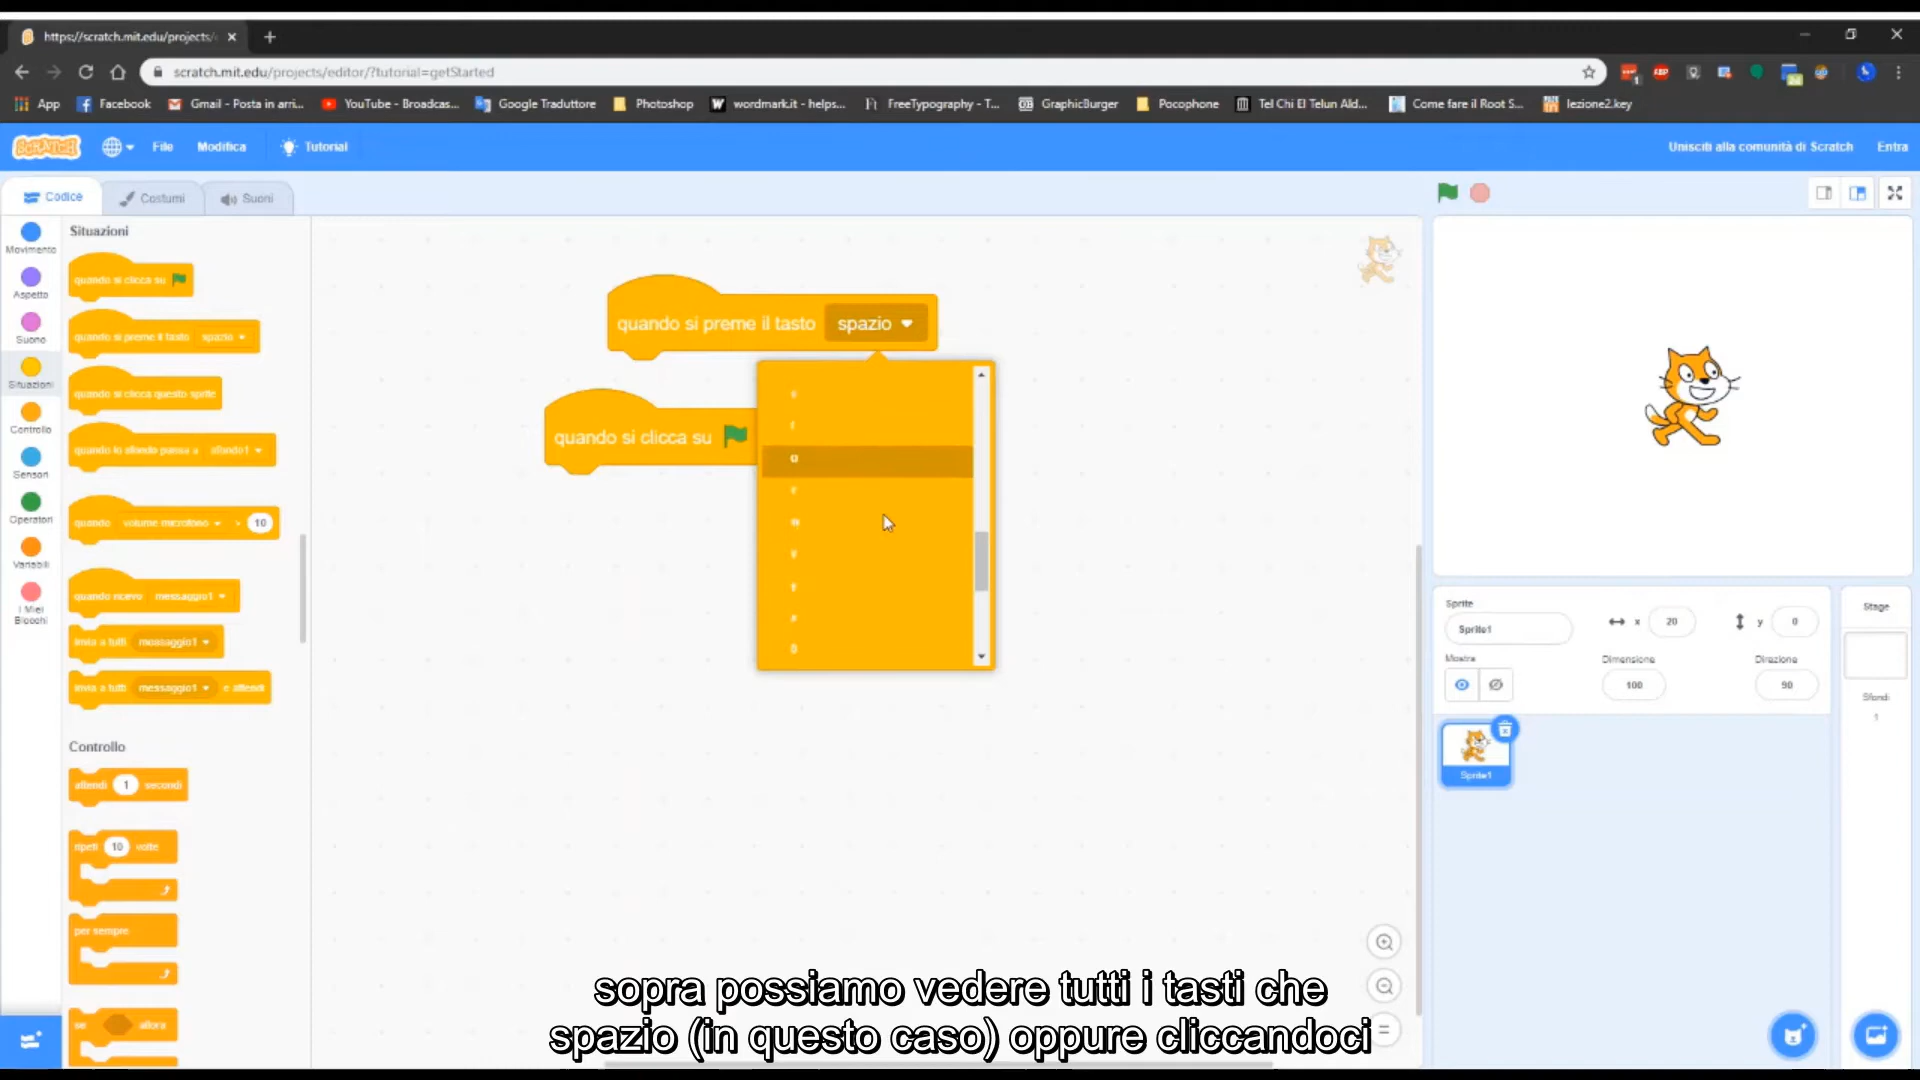 https://scratch.mit.edu/projects/
scratch.mit.edu/projects/editor/?tutorial=getStarted
App
Facebook
Gmail - Posta in arri...
YouTube - Broadcas...
Google Traduttore
Photoshop
wordmark.it - helps...
FreeTypography - T...
GraphicBurger
Pocophone
Tel Chi El Telun Ald...
Come fare il Root S...
lezione2.key
SCRATCH
File
Modifica
Tutorial
Unisciti alla comunità di Scratch
Entra
Codice
Costumi
Suoni
Movimento
Aspetto
Suono
Situazioni
Controllo
Sensori
Operatori
Variabili
I Miei
Blocchi
Situazioni
quando si clicca su
quando si preme il tasto spazio
quando si clicca questo sprite
quando lo sfondo passa a sfondo1
quando volume microfono > 10
quando ricevo messaggio1
invia a tutti messaggio1
invia a tutti messaggio1 e attendi
Controllo
attendi 1 secondi
ripeti 10 volte
per sempre
se allora
quando si preme il tasto spazio
quando si clicca su
Sprite
Sprite1
x 20
y 0
Mostra
Dimensione
100
Direzione
90
Sprite1
Stage
Sfondi
1
sopra possiamo vedere tutti i tasti che
spazio (in questo caso) oppure cliccandoci